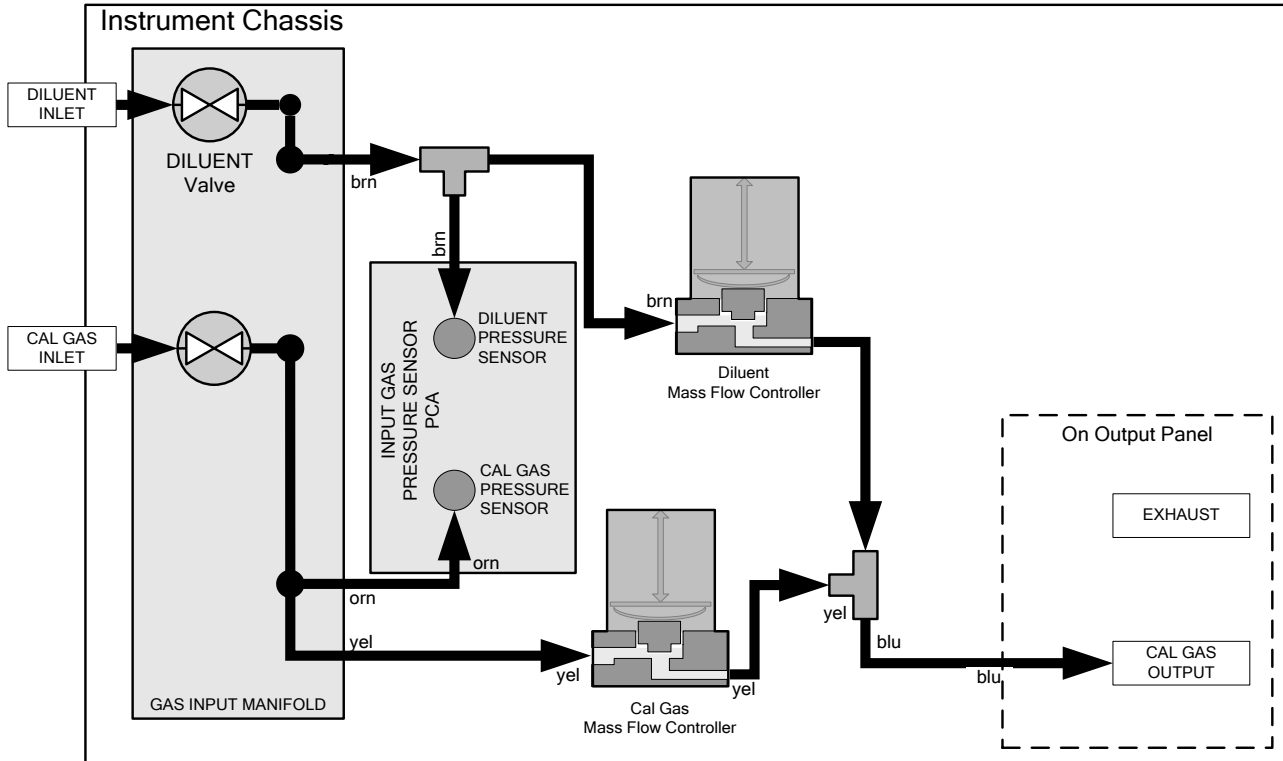 Instrument Chassis
DILUENT
INLET
DILUENT
Valve
brn
brn
brn
CAL GAS
INLET
DILUENT
PRESSURE
SENSOR
INPUT GAS
PRESSURE SENSOR
PCA
CAL GAS
PRESSURE
SENSOR
Diluent
Mass Flow Controller
On Output Panel
EXHAUST
orn
orn
yel
yel
yel
yel
blu
blu
CAL GAS
OUTPUT
GAS INPUT MANIFOLD
Cal Gas
Mass Flow Controller